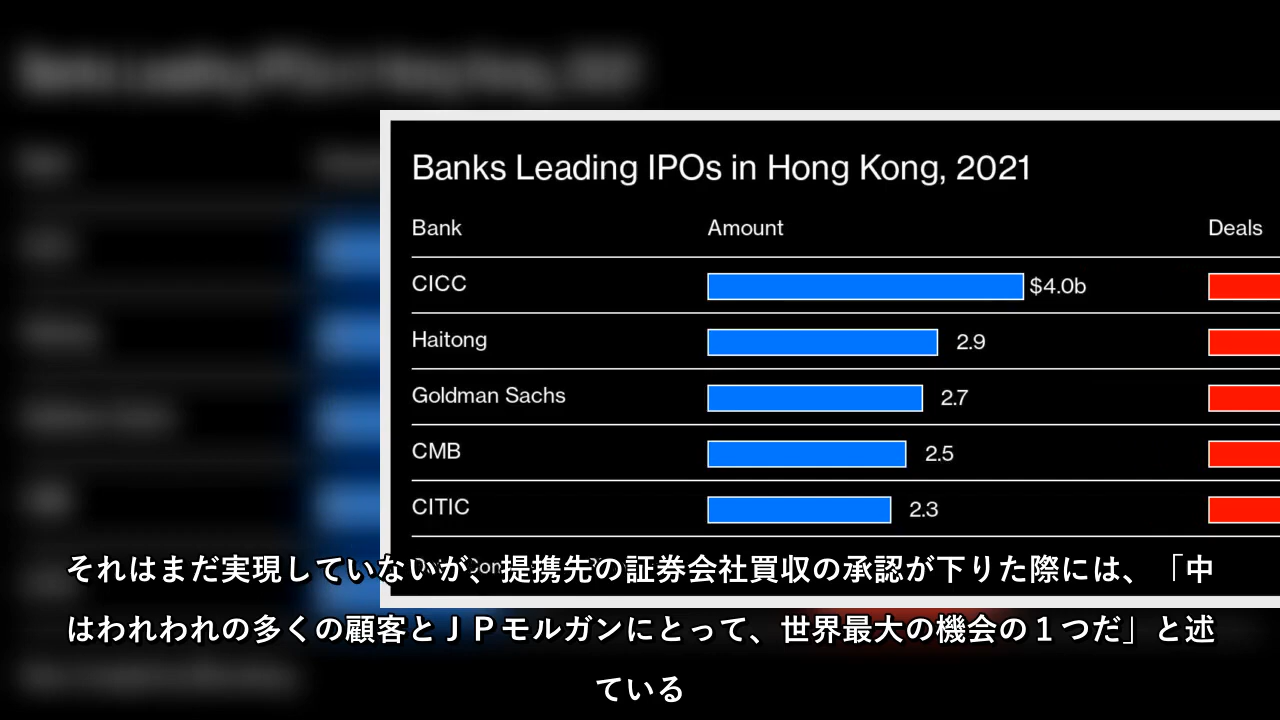 Banks Leading IPOs in Hong Kong, 2021
Bank Amount Deals
CICC $4.0b
Haitong 2.9
Goldman Sachs 2.7
CMB 2.5
CITIC 2.3
それはまだ実現していないが、提携先の証券会社買収の承認が下りた際には、「中
はわれわれの多くの顧客とＪＰモルガンにとって、世界最大の機会の１つだ」と述
ている